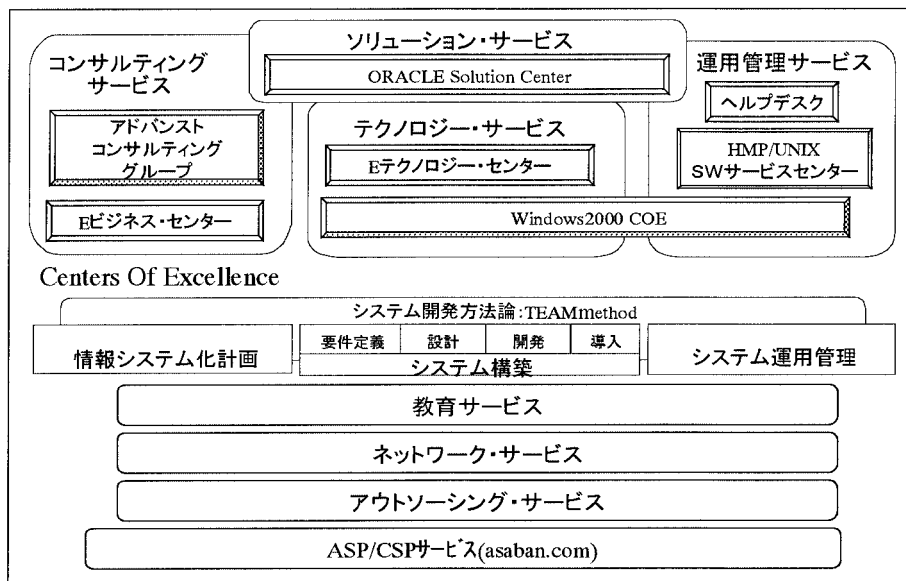 ソリューション・サービス
ORACLE Solution Center
コンサルティング
サービス
アドバンスト
コンサルティング
グループ
Eビジネス・センター
テクノロジー・サービス
Eテクノロジー・センター
Windows2000 COE
運用管理サービス
ヘルプデスク
HMP/UNIX
SWサービスセンター
Centers Of Excellence
システム開発方法論:TEAMmethod
情報システム化計画
要件定義 設計 開発 導入
システム構築
システム運用管理
教育サービス
ネットワーク・サービス
アウトソーシング・サービス
ASP/CSPサービス(asaban.com)